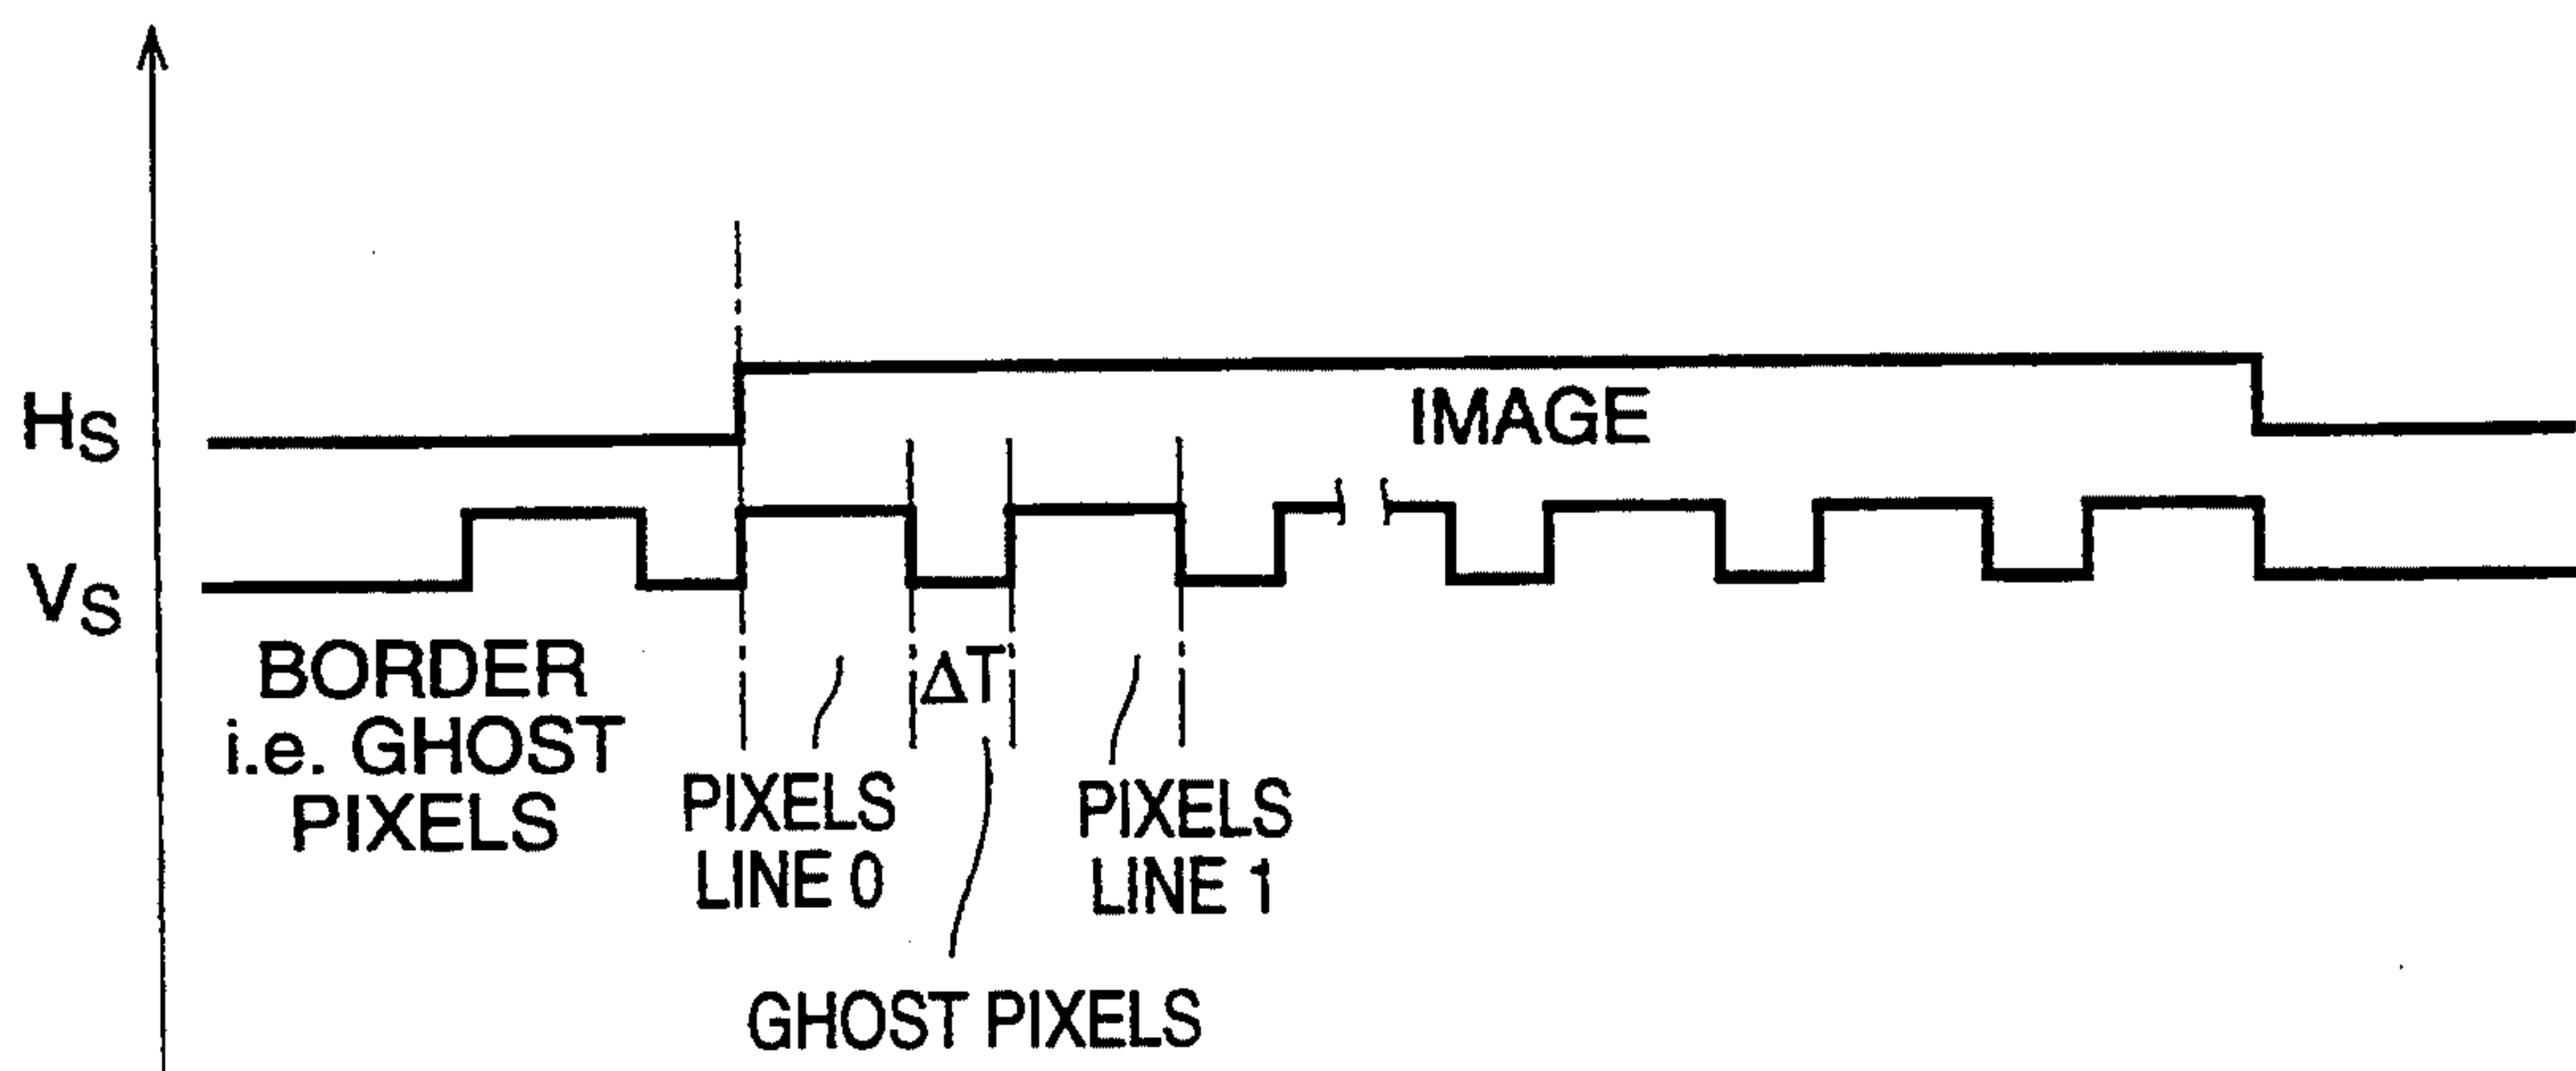 HS
IMAGE
VS
BORDER
i.e. GHOST
PIXELS
ΔT
PIXELS
LINE 0
PIXELS
LINE 1
GHOST PIXELS